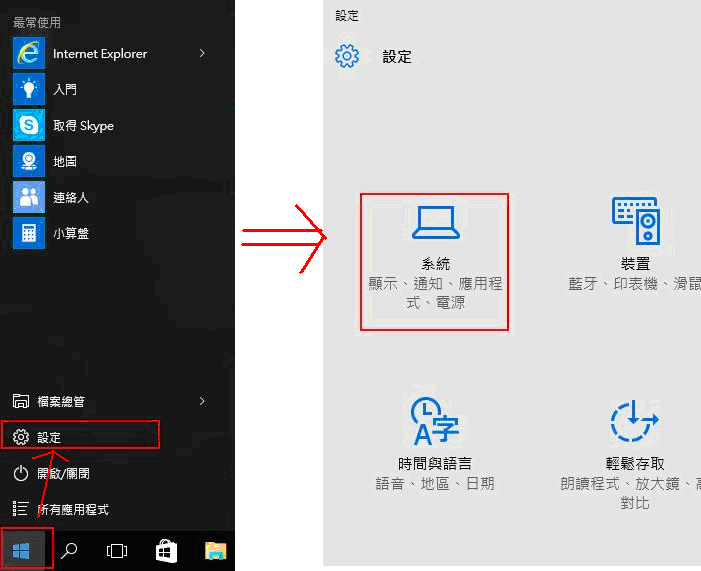 最常使用
Internet Explorer
入門
取得 Skype
地圖
連絡人
小算盤
檔案總管
設定
開啟/關閉
所有應用程式
設定
設定
系統
顯示、通知、應用程
式、電源
裝置
藍牙、印表機、滑鼠
時間與語言
語音、地區、日期
輕鬆存取
朗讀程式、放大鏡、高
對比